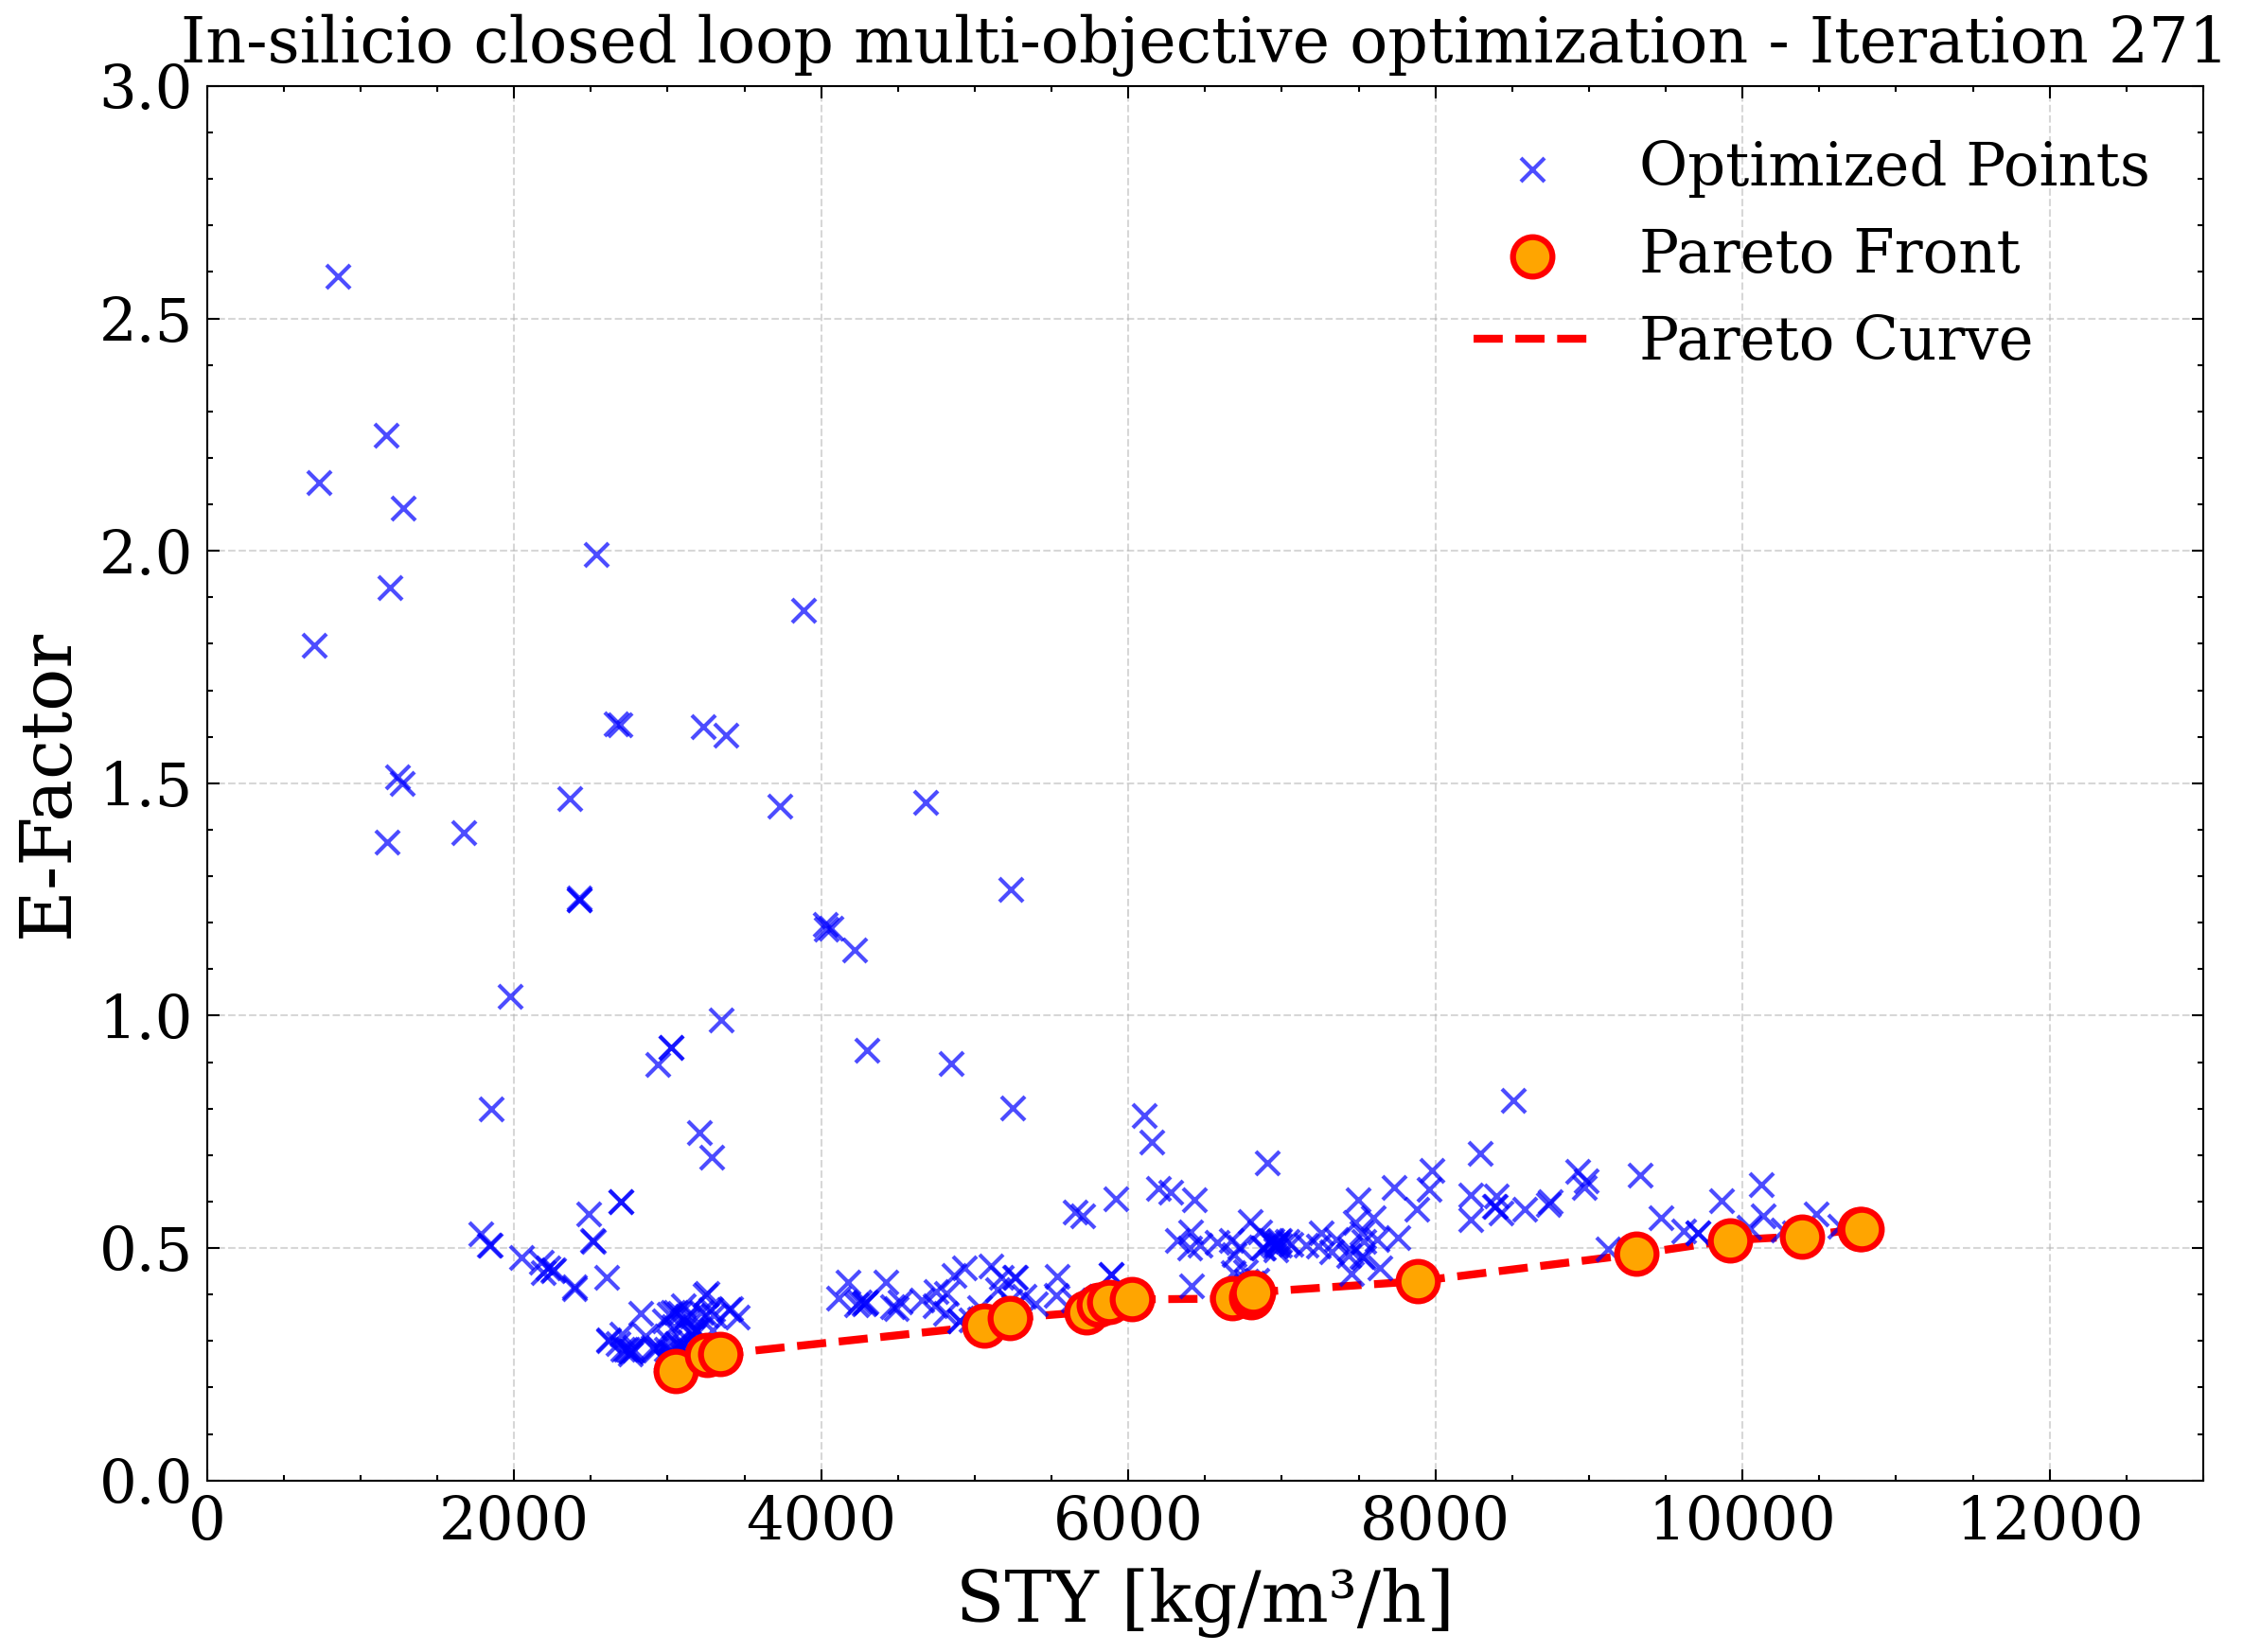 In-silicio closed loop multi-objective optimization - Iteration 271
3.0
2.5
2.0
1.5
1.0
0.5
0.0
E-Factor
Optimized Points
Pareto Front
Pareto Curve
0 2000 4000 6000 8000 10000 12000
STY [kg/m³/h]